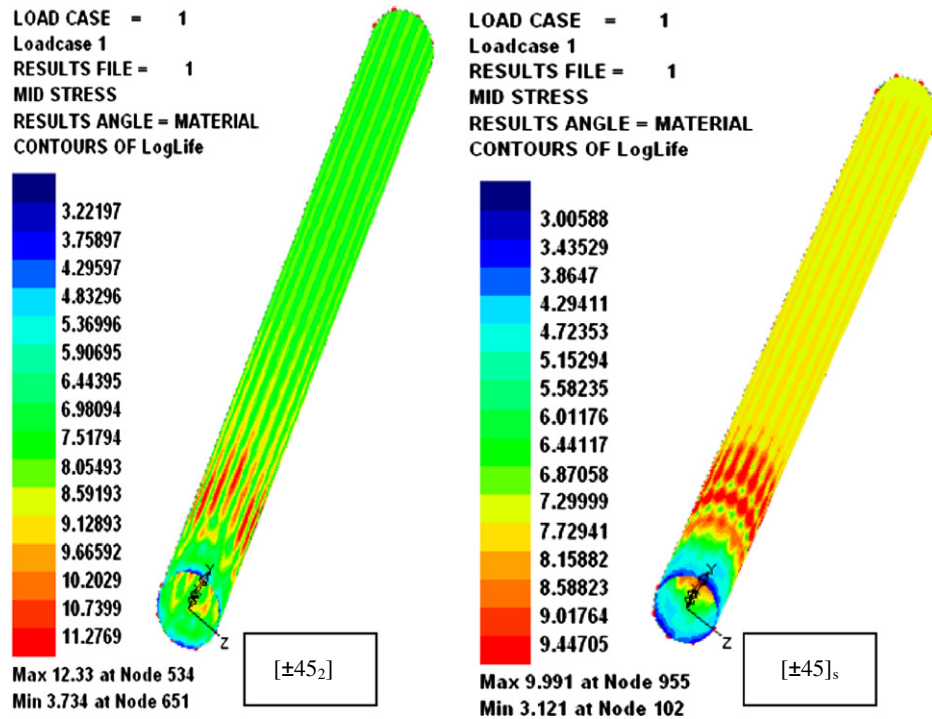 LOAD CASE = 1
Loadcase 1
RESULTS FILE = 1
MID STRESS
RESULTS ANGLE = MATERIAL
CONTOURS OF LogLife
3.22197
3.75897
4.29597
4.83296
5.36996
5.90695
6.44395
6.98094
7.51794
8.05493
8.59193
9.12893
9.66592
10.2029
10.7399
11.2769
Y
Z
Max 12.33 at Node 534
Min 3.734 at Node 651
[±45₂]
LOAD CASE = 1
Loadcase 1
RESULTS FILE = 1
MID STRESS
RESULTS ANGLE = MATERIAL
CONTOURS OF LogLife
3.00588
3.43529
3.8647
4.29411
4.72353
5.15294
5.58235
6.01176
6.44117
6.87058
7.29999
7.72941
8.15882
8.58823
9.01764
9.44705
Y
Z
Max 9.991 at Node 955
Min 3.121 at Node 102
[±45]ₛ